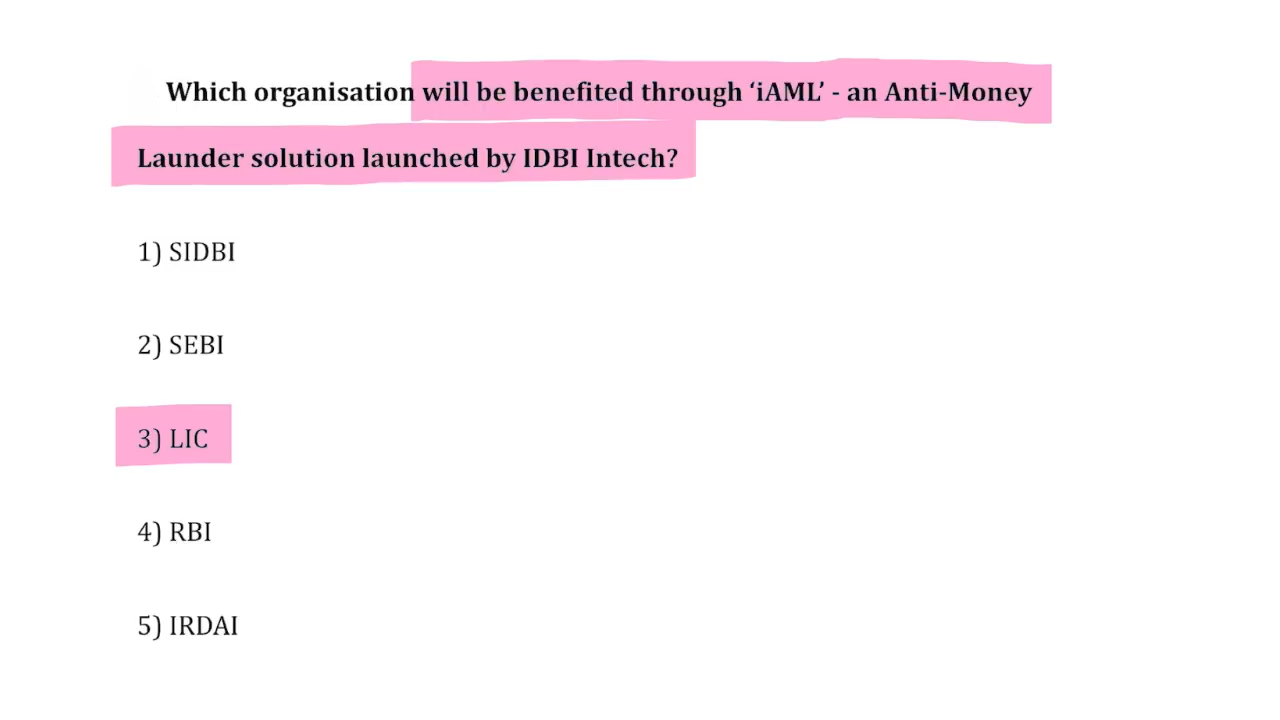 Which organisation will be benefited through ‘iAML’ - an Anti-Money
Launder solution launched by IDBI Intech?
1) SIDBI
2) SEBI
3) LIC
4) RBI
5) IRDAI